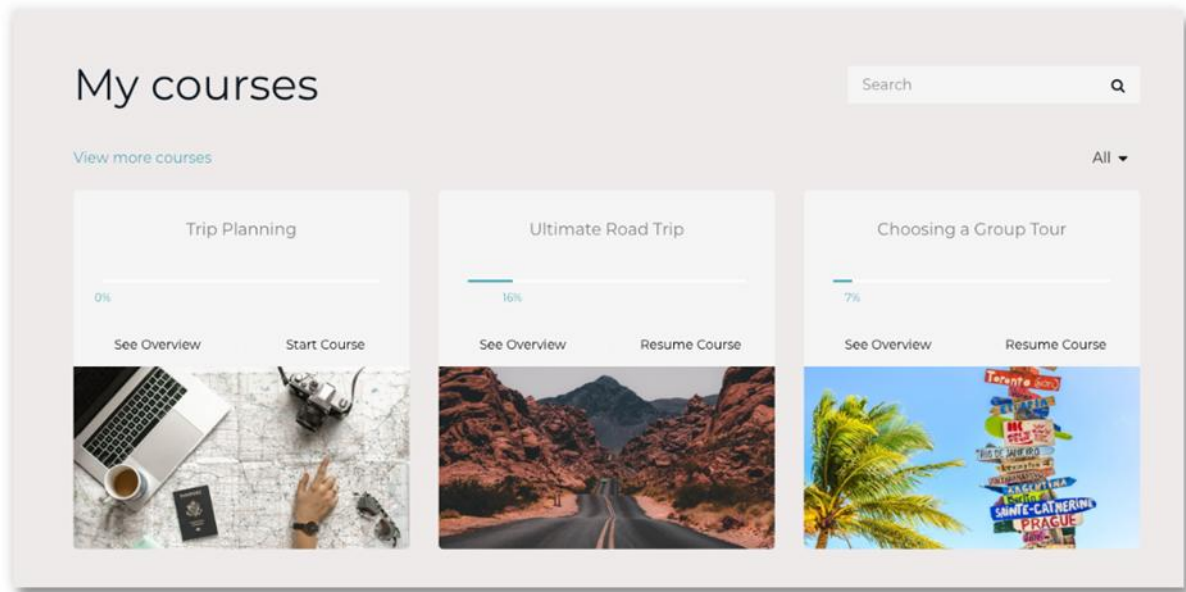 My courses
Search
View more courses
All
Trip Planning
0%
See Overview Start Course
Ultimate Road Trip
16%
See Overview Resume Course
Choosing a Group Tour
7%
See Overview Resume Course
PASSPORT
Toronto
RIO DE JANEIRO
ARGENTINA
Berlin
SAINTE-CATHERINE
PRAGUE